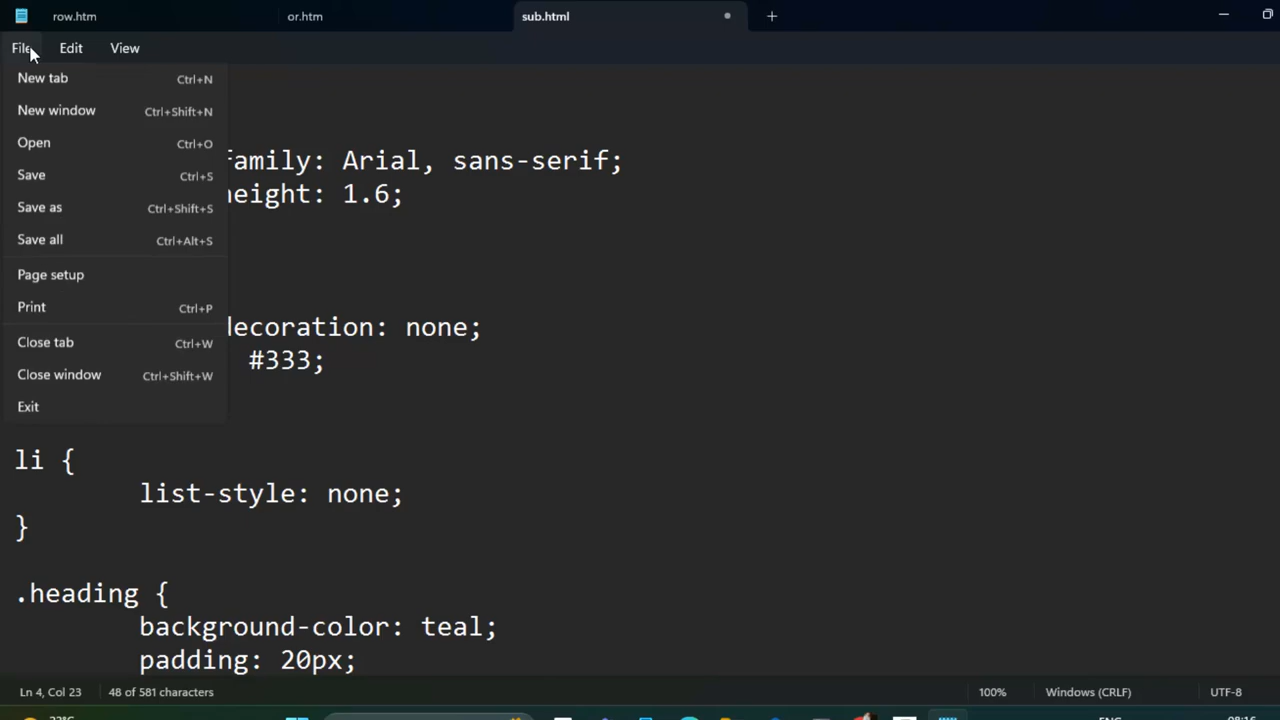 row.htm or.htm sub.html
File Edit View
New tab Ctrl+N
New window Ctrl+Shift+N
Open Ctrl+O
Save Ctrl+S
Save as Ctrl+Shift+S
Save all Ctrl+Alt+S
Page setup
Print Ctrl+P
Close tab Ctrl+W
Close window Ctrl+Shift+W
Exit
family: Arial, sans-serif;
height: 1.6;
decoration: none;
#333;
li {
list-style: none;
}
.heading {
background-color: teal;
padding: 20px;
Ln 4, Col 23 48 of 581 characters 100% Windows (CRLF) UTF-8